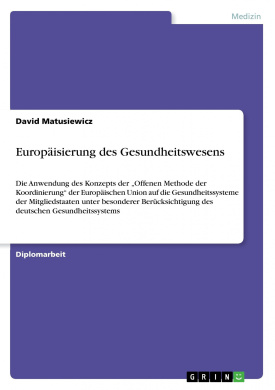 Medizin
David Matusiewicz
Europäisierung des Gesundheitswesens
Die Anwendung des Konzepts der „Offenen Methode der
Koordinierung“ der Europäischen Union auf die Gesundheitssysteme
der Mitgliedstaaten unter besonderer Berücksichtigung des
deutschen Gesundheitssystems
Diplomarbeit
GRIN